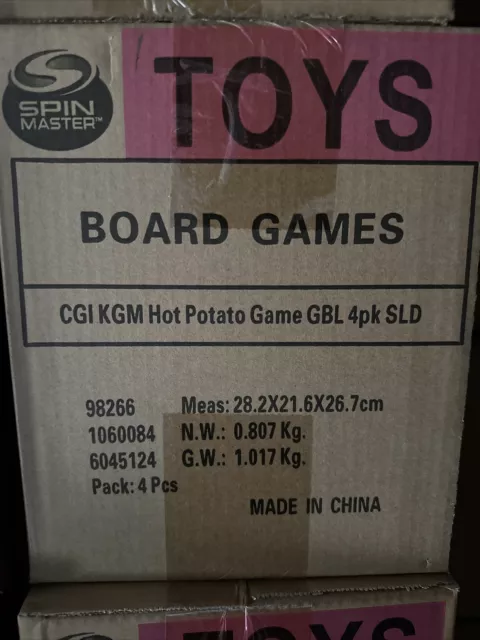 SPIN
MASTER™
TOYS
BOARD GAMES
CGI KGM Hot Potato Game GBL 4pk SLD
98266 Meas: 28.2X21.6X26.7cm
1060084 N.W.: 0.807 Kg.
6045124 G.W.: 1.017 Kg.
Pack: 4 Pcs
MADE IN CHINA
TOYS